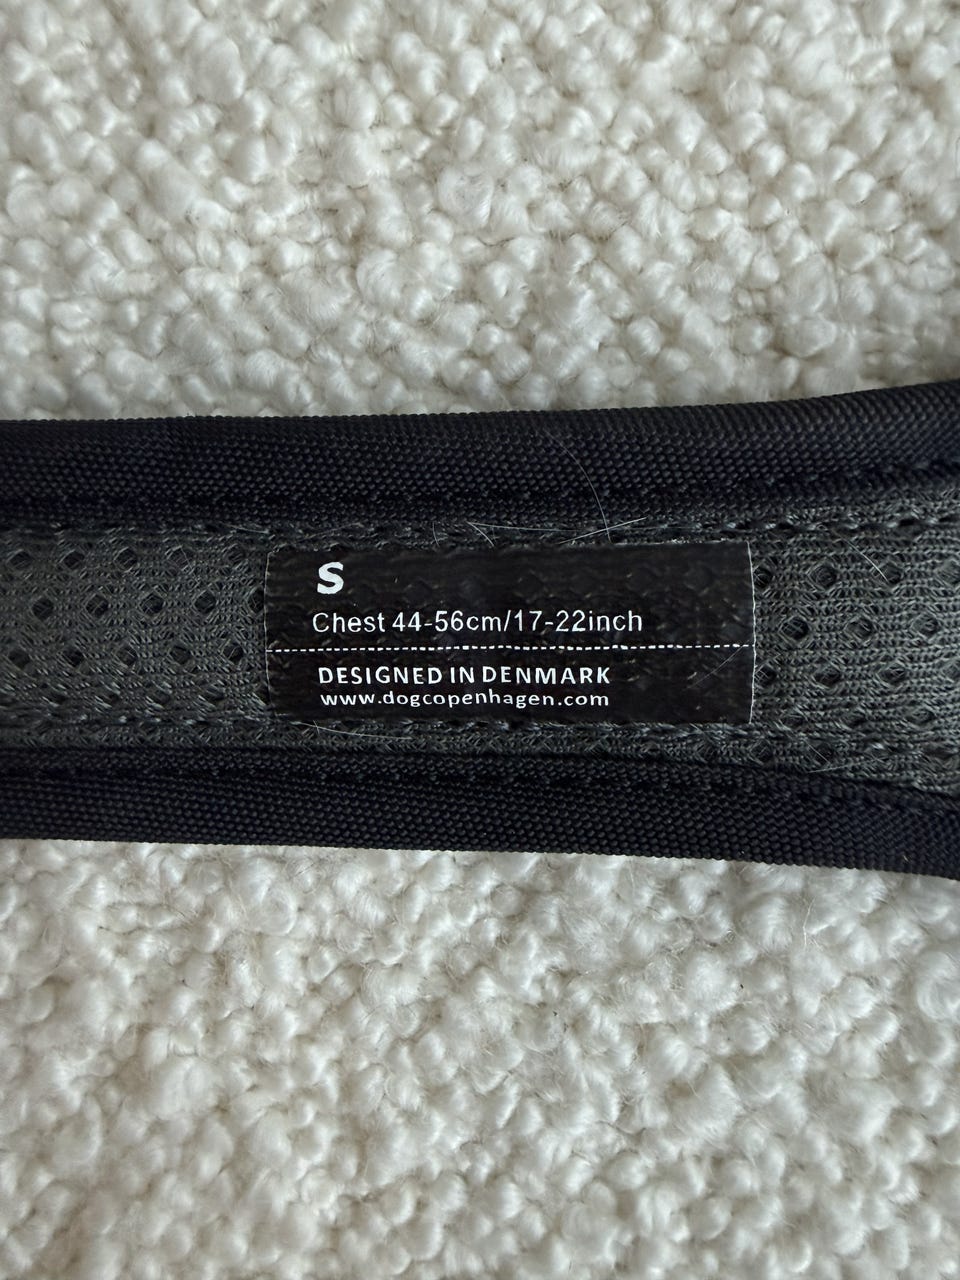 S
Chest 44-56cm/17-22inch
DESIGNED IN DENMARK
www.dogcopenhagen.com